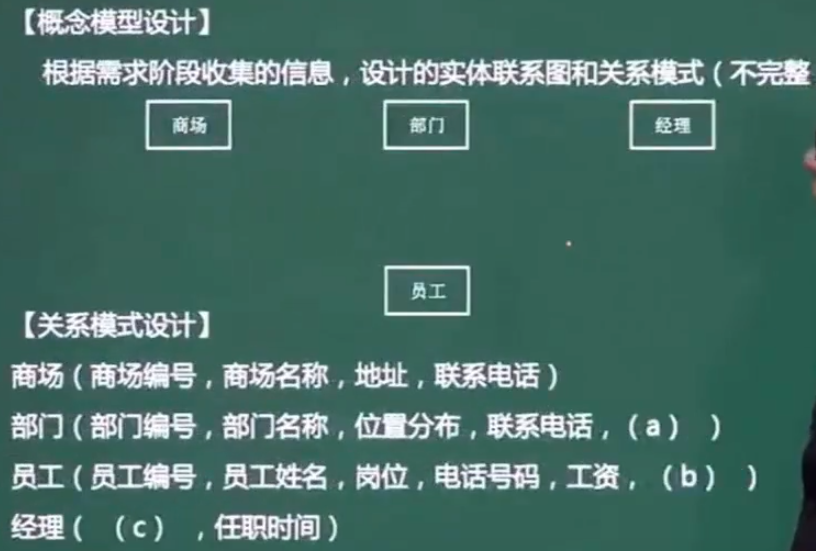 【概念模型设计】
根据需求阶段收集的信息，设计的实体联系图和关系模式（不完整
商场 部门 经理
员工
【关系模式设计】
商场（商场编号，商场名称，地址，联系电话）
部门（部门编号，部门名称，位置分布，联系电话，（a） ）
员工（员工编号，员工姓名，岗位，电话号码，工资，（b） ）
经理（ （c） ，任职时间）